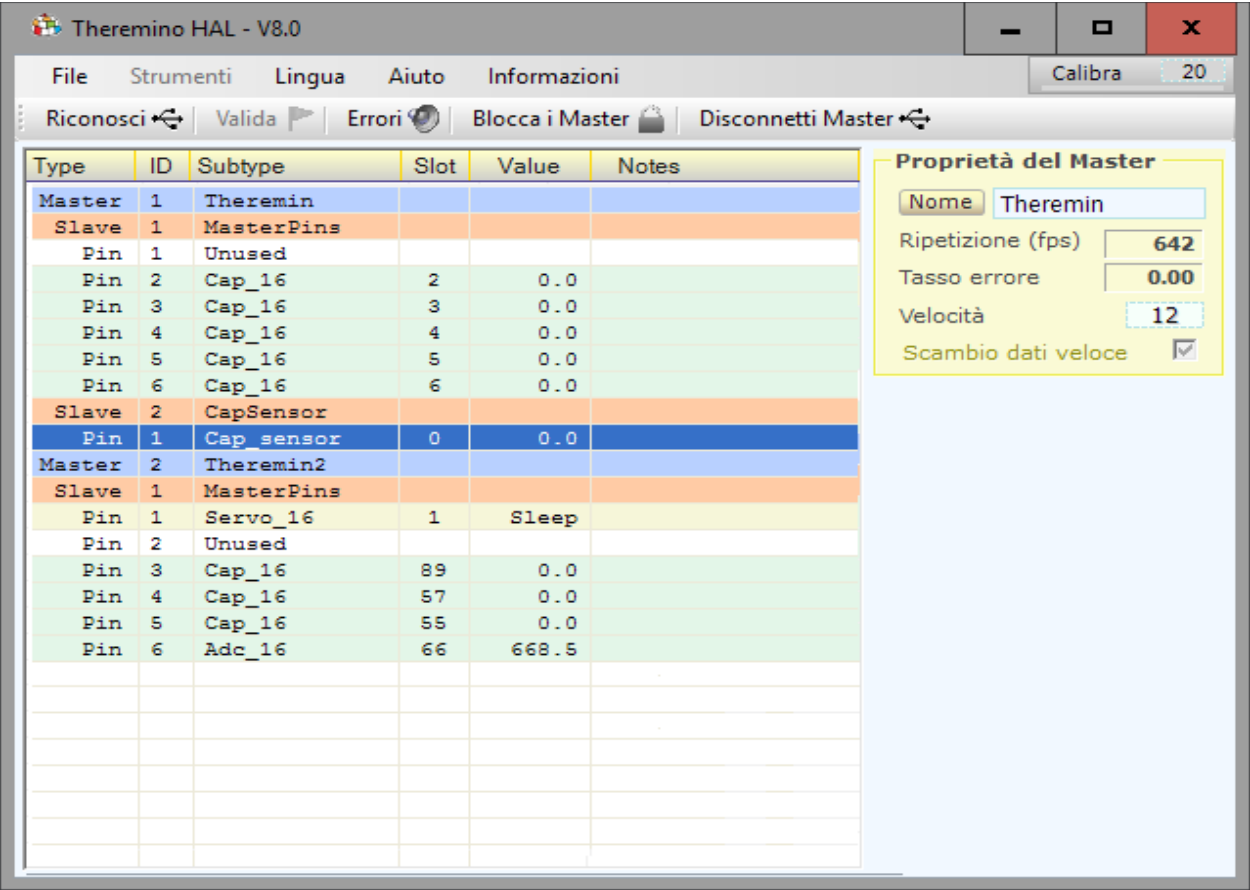 Theremino HAL - V8.0
File Strumenti Lingua Aiuto Informazioni Calibra 20
Riconosci Valida Errori Blocca i Master Disconnetti Master
Type ID Subtype Slot Value Notes
Master 1 Theremin
Slave 1 MasterPins
Pin 1 Unused
Pin 2 Cap_16 2 0.0
Pin 3 Cap_16 3 0.0
Pin 4 Cap_16 4 0.0
Pin 5 Cap_16 5 0.0
Pin 6 Cap_16 6 0.0
Slave 2 CapSensor
Pin 1 Cap_sensor 0 0.0
Master 2 Theremin2
Slave 1 MasterPins
Pin 1 Servo_16 1 Sleep
Pin 2 Unused
Pin 3 Cap_16 89 0.0
Pin 4 Cap_16 57 0.0
Pin 5 Cap_16 55 0.0
Pin 6 Adc_16 66 668.5
Proprietà del Master
Nome Theremin
Ripetizione (fps) 642
Tasso errore 0.00
Velocità 12
Scambio dati veloce